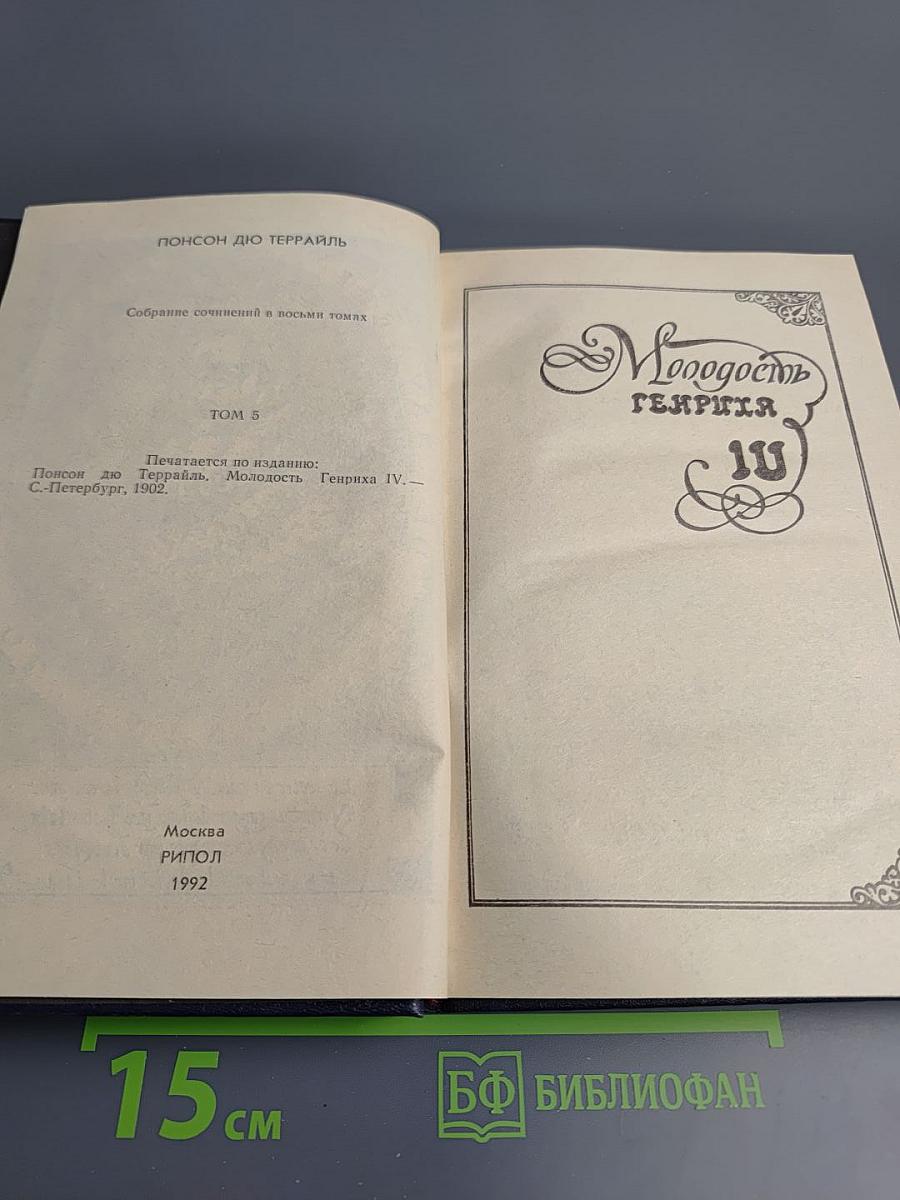 ПОНСОН ДЮ ТЕРРАЙЛЬ
Собрание сочинений в восьми томах
ТОМ 5
Печатается по изданию:
Понсон дю Террайль. Молодость Генриха IV. —
С.-Петербург, 1902.
Москва
РИПОЛ
1992
Молодость
ГЕНРИХА
IV
15 см
БФ БИБЛИОФАН